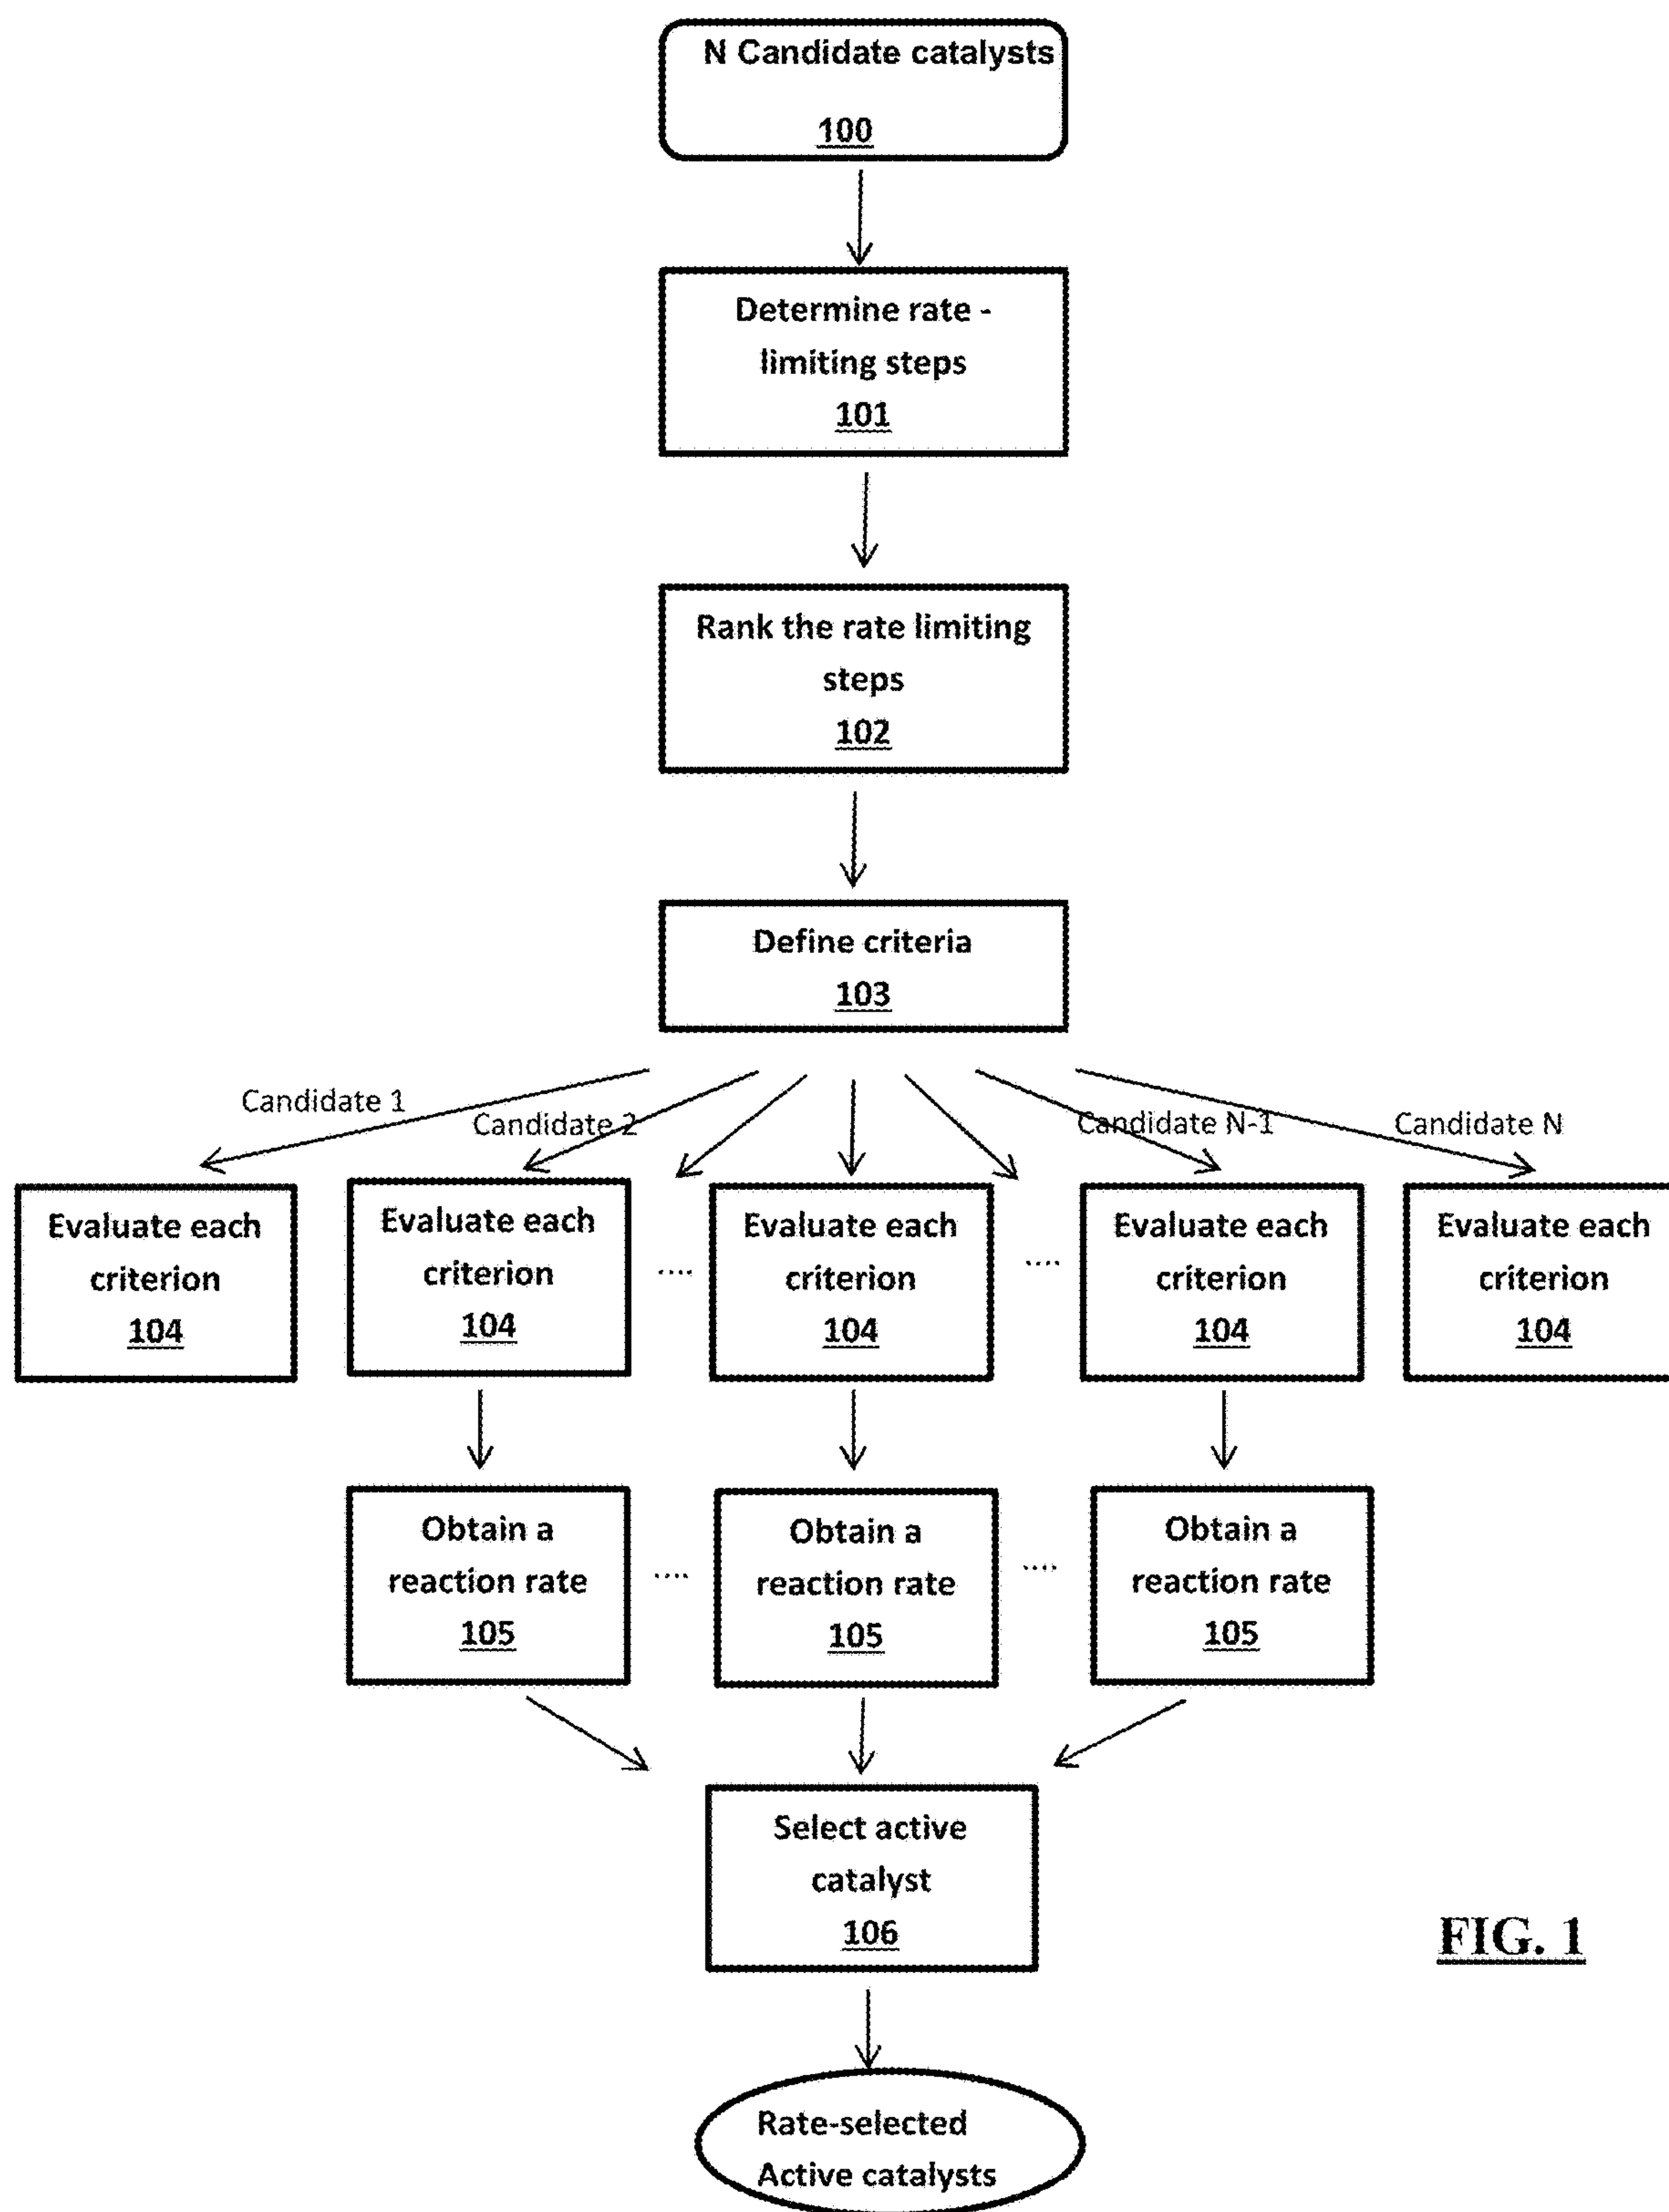 N Candidate catalysts
100
Determine rate -
limiting steps
101
Rank the rate limiting
steps
102
Define criteria
103
Candidate 1
Candidate 2
Candidate N-1
Candidate N
Evaluate each
criterion
104
Evaluate each
criterion
104
....
Evaluate each
criterion
104
....
Evaluate each
criterion
104
Evaluate each
criterion
104
Obtain a
reaction rate
105
....
Obtain a
reaction rate
105
....
Obtain a
reaction rate
105
Select active
catalyst
106
FIG. 1
Rate-selected
Active catalysts